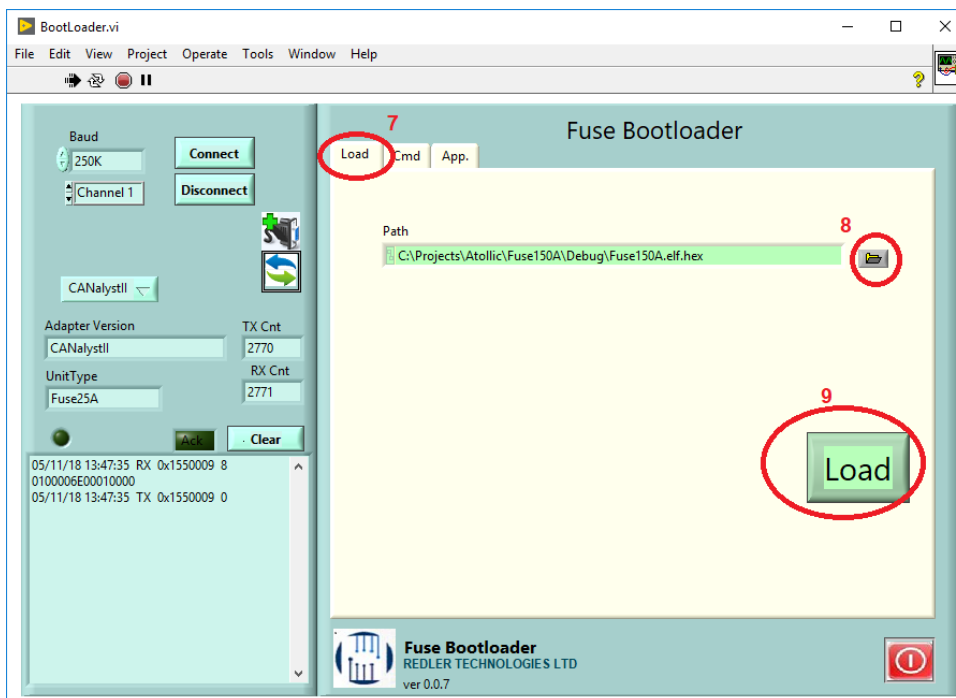 BootLoader.vi
File Edit View Project Operate Tools Window Help
Baud
250K
Connect
Channel 1
Disconnect
CANalystII
Adapter Version
TX Cnt
CANalystII
2770
UnitType
RX Cnt
Fuse25A
2771
Ack
Clear
05/11/18 13:47:35 RX 0x1550009 8
0100006E00010000
05/11/18 13:47:35 TX 0x1550009 0
7
Fuse Bootloader
Load Cmd App.
Path
8
C:\Projects\Atollic\Fuse150A\Debug\Fuse150A.elf.hex
9
Load
Fuse Bootloader
REDLER TECHNOLOGIES LTD
ver 0.0.7